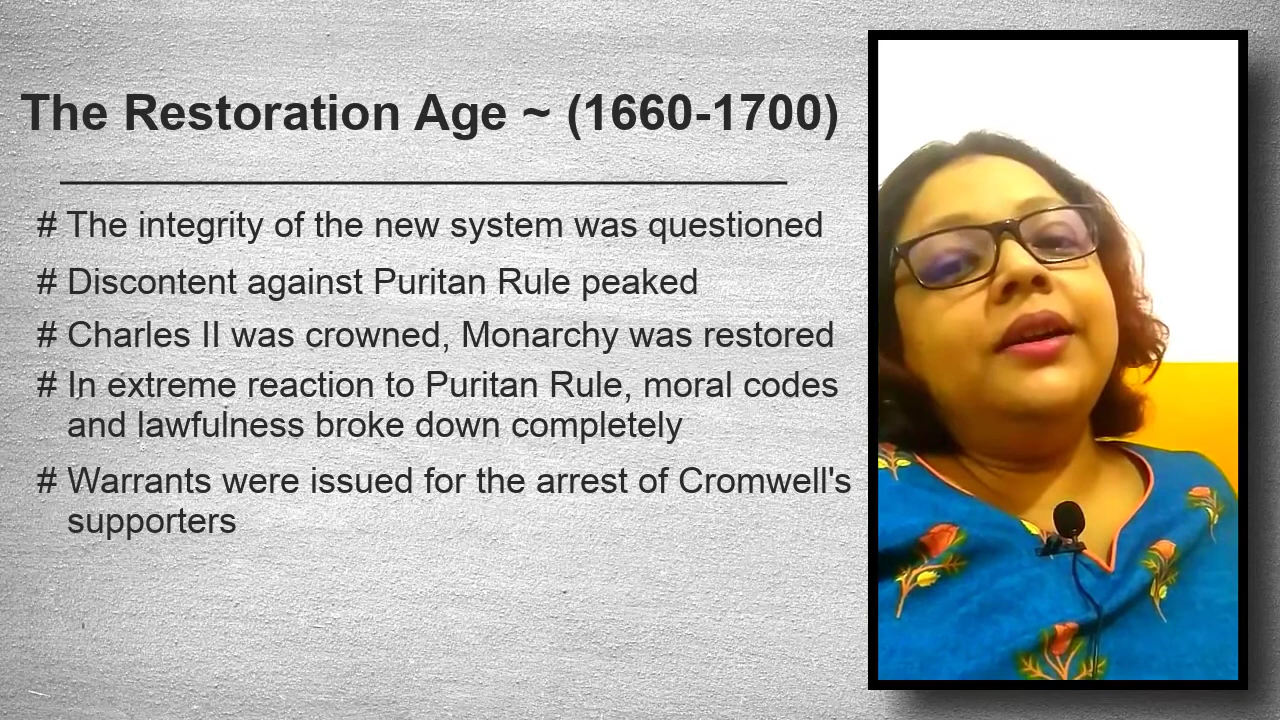 The Restoration Age ~ (1660-1700)
# The integrity of the new system was questioned
# Discontent against Puritan Rule peaked
# Charles II was crowned, Monarchy was restored
# In extreme reaction to Puritan Rule, moral codes
and lawfulness broke down completely
# Warrants were issued for the arrest of Cromwell's
supporters